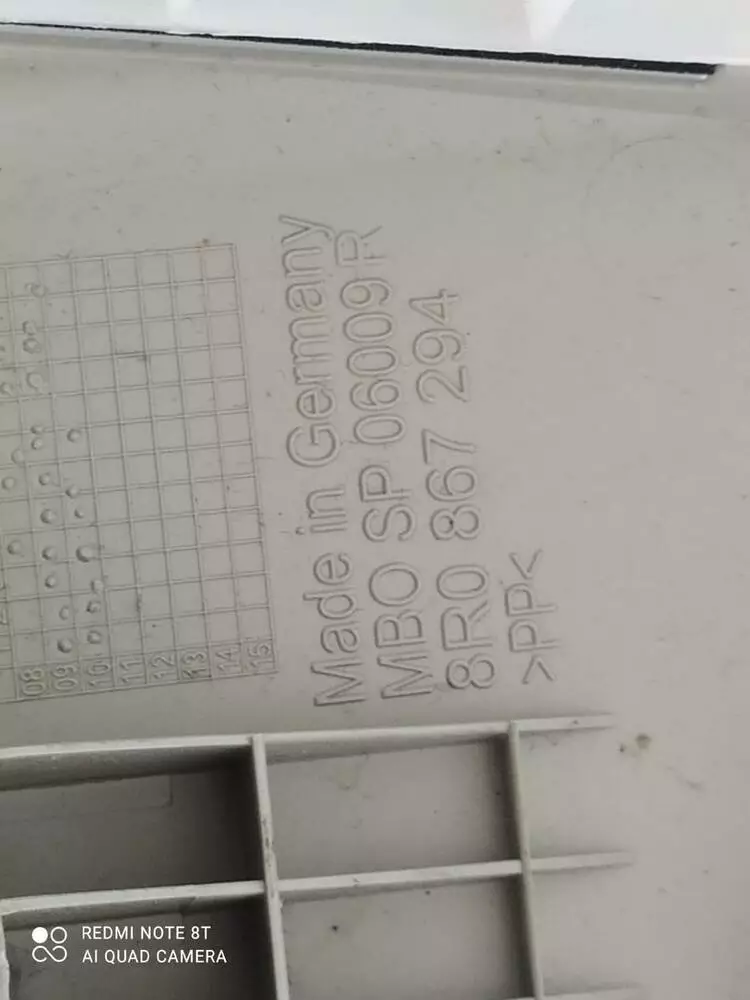 Made in Germany
MBO SP 06009 R
8R0 867 294
>PP<
08
09
10
11
12
13
14
15
REDMI NOTE 8T
AI QUAD CAMERA